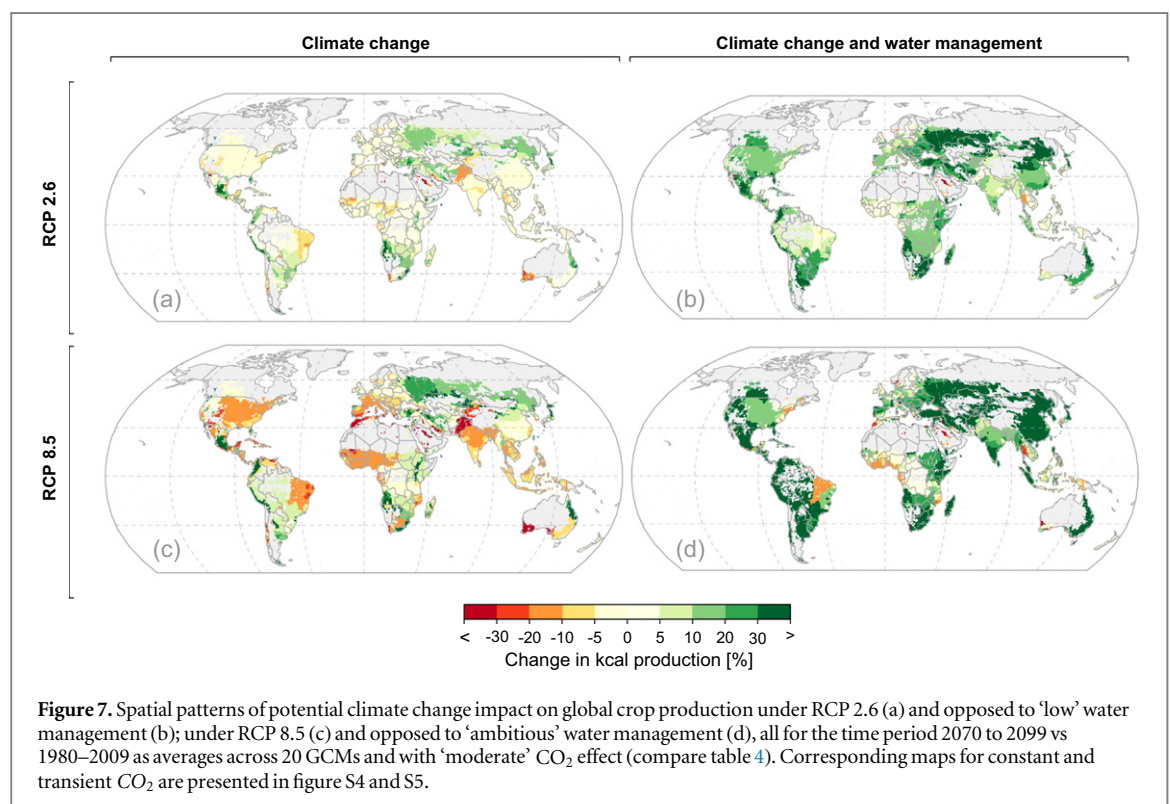 Climate change
Climate change and water management
RCP 2.6
(a)
(b)
RCP 8.5
(c)
(d)
< -30 -20 -10 -5 0 5 10 20 30 >
Change in kcal production [%]
Figure 7. Spatial patterns of potential climate change impact on global crop production under RCP 2.6 (a) and opposed to ‘low’ water
management (b); under RCP 8.5 (c) and opposed to ‘ambitious’ water management (d), all for the time period 2070 to 2099 vs
1980–2009 as averages across 20 GCMs and with ‘moderate’ CO₂ effect (compare table 4). Corresponding maps for constant and
transient CO₂ are presented in figure S4 and S5.